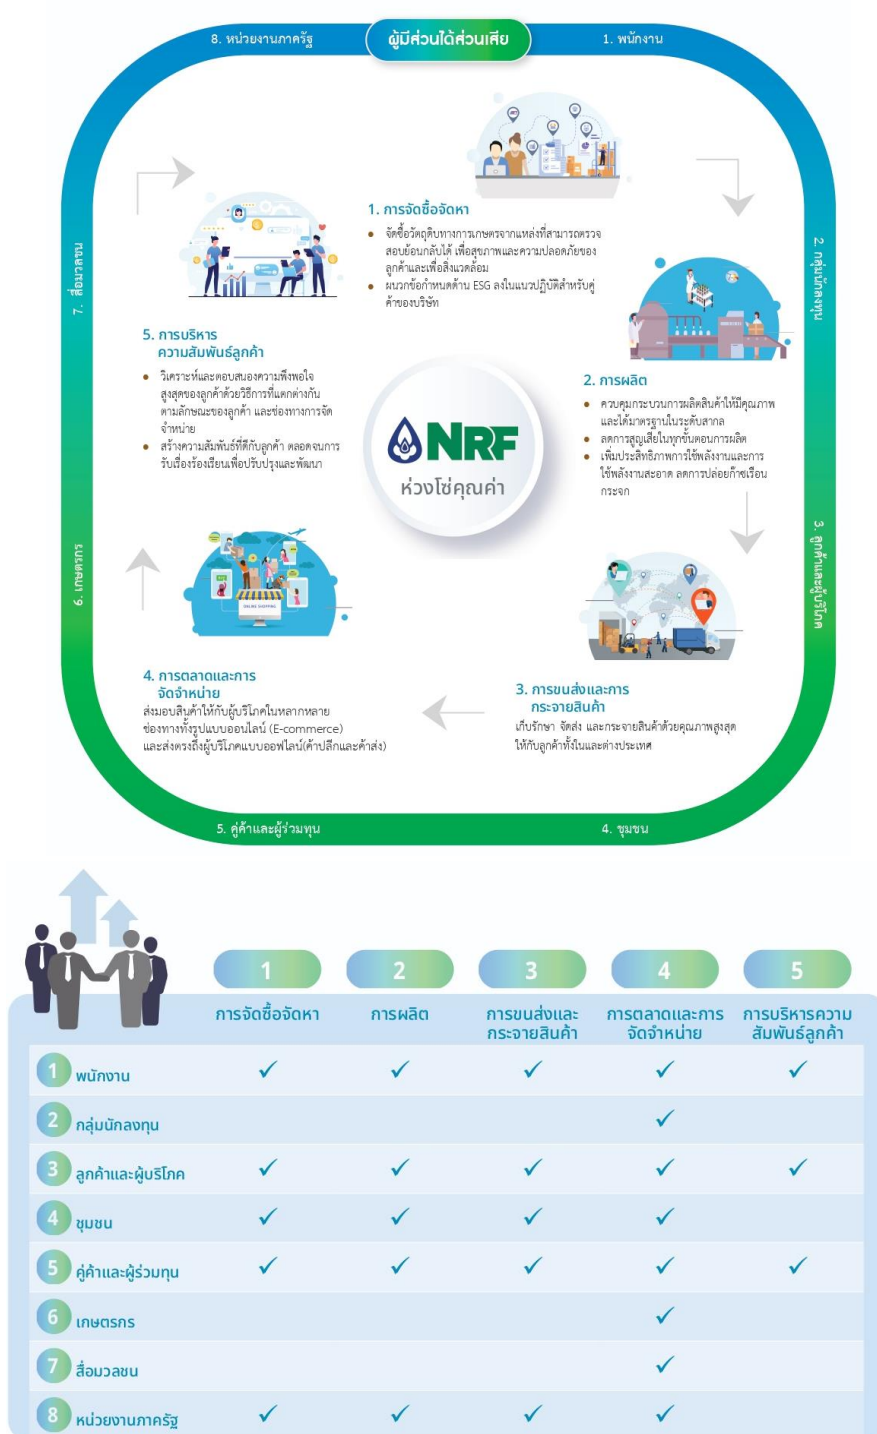 8. หน่วยงานภาครัฐ
ผู้มีส่วนได้ส่วนเสีย
1. พนักงาน
2. กลุ่มนักลงทุน
3. ลูกค้าและผู้บริโภค
4. ชุมชน
5. คู่ค้าและผู้ร่วมทุน
6. เกษตรกร
7. สื่อมวลชน
1. การจัดซื้อจัดหา
• จัดซื้อวัตถุดิบทางการเกษตรจากแหล่งที่สามารถตรวจ
สอบย้อนกลับได้ เพื่อสุขภาพและความปลอดภัยของ
ลูกค้าและเพื่อสิ่งแวดล้อม
• ผนวกข้อกำหนดด้าน ESG ลงในแนวปฏิบัติสำหรับคู่
ค้าของบริษัท
2. การผลิต
• ควบคุมกระบวนการผลิตสินค้าให้มีคุณภาพ
และได้มาตรฐานในระดับสากล
• ลดการสูญเสียในทุกขั้นตอนการผลิต
• เพิ่มประสิทธิภาพการใช้พลังงานและการ
ใช้พลังงานสะอาด ลดการปล่อยก๊าซเรือน
กระจก
3. การขนส่งและการ
กระจายสินค้า
เก็บรักษา จัดส่ง และกระจายสินค้าด้วยคุณภาพสูงสุด
ให้กับลูกค้าทั้งในและต่างประเทศ
4. การตลาดและการ
จัดจำหน่าย
ส่งมอบสินค้าให้กับผู้บริโภคในหลากหลาย
ช่องทางทั้งรูปแบบออนไลน์ (E-commerce)
และส่งตรงถึงผู้บริโภคแบบออฟไลน์(ค้าปลีกและค้าส่ง)
ONLINE SHOPPING
5. การบริหาร
ความสัมพันธ์ลูกค้า
• วิเคราะห์และตอบสนองความพึงพอใจ
สูงสุดของลูกค้าด้วยวิธีการที่แตกต่างกัน
ตามลักษณะของลูกค้า และช่องทางการจัด
จำหน่าย
• สร้างความสัมพันธ์ที่ดีกับลูกค้า ตลอดจนการ
รับเรื่องร้องเรียนเพื่อปรับปรุงและพัฒนา
NRF
ห่วงโซ่คุณค่า
1 2 3 4 5
การจัดซื้อจัดหา การผลิต การขนส่งและ การตลาดและการ การบริหารความ
กระจายสินค้า จัดจำหน่าย สัมพันธ์ลูกค้า
1 พนักงาน ✓ ✓ ✓ ✓ ✓
2 กลุ่มนักลงทุน ✓
3 ลูกค้าและผู้บริโภค ✓ ✓ ✓ ✓ ✓
4 ชุมชน ✓ ✓ ✓ ✓
5 คู่ค้าและผู้ร่วมทุน ✓ ✓ ✓ ✓ ✓
6 เกษตรกร ✓
7 สื่อมวลชน ✓
8 หน่วยงานภาครัฐ ✓ ✓ ✓ ✓